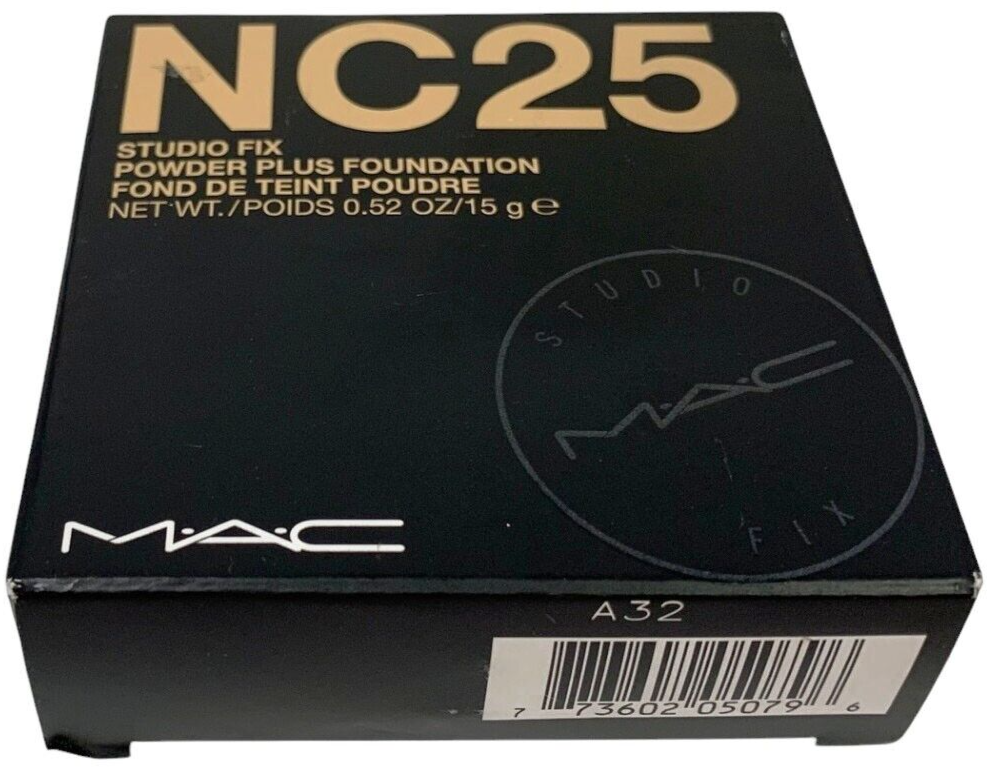 NC25
STUDIO FIX
POWDER PLUS FOUNDATION
FOND DE TEINT POUDRE
NET WT./POIDS 0.52 OZ/15 g e
STUDIO
M·A·C
FIX
M·A·C
A32
7 73602 05079 6